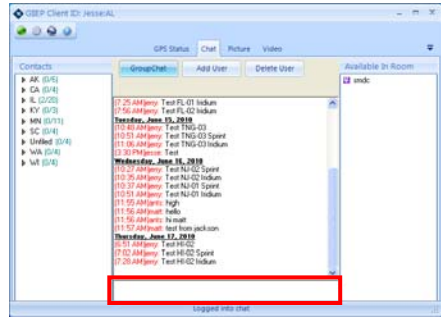 GIIEP Client ID: Jesse:AL
GPS Status Chat Picture Video
Contacts
GroupChat Add User Delete User
Available In Room
AK (0/6)
CA (0/4)
IL (2/20)
KY (0/3)
MN (0/11)
SC (0/4)
Unfiled (0/4)
WA (0/4)
WI (0/4)
smdc
(7:25 AM)jerry: Test FL-01 Iridium
(7:56 AM)jerry: Test FL-02 Iridium
Tuesday, June 15, 2010
(10:48 AM)jerry: Test TNG-03
(10:51 AM)jerry: Test TNG-03 Sprint
(11:06 AM)jerry: Test TNG-03 Iridium
(3:30 PM)jesse: Test
Wednesday, June 16, 2010
(10:27 AM)jerry: Test NJ-02 Sprint
(10:35 AM)jerry: Test NJ-02 Iridium
(10:37 AM)jerry: Test NJ-01 Sprint
(10:51 AM)jerry: Test NJ-01 Iridium
(11:55 AM)jarits: high
(11:56 AM)matt: hello
(11:56 AM)jarits: hi matt
(11:57 AM)matt: test from jackson
Thursday, June 17, 2010
(6:51 AM)jerry: Test HI-02
(7:02 AM)jerry: Test HI-02 Sprint
(7:28 AM)jerry: Test HI-02 Iridium
Logged into chat